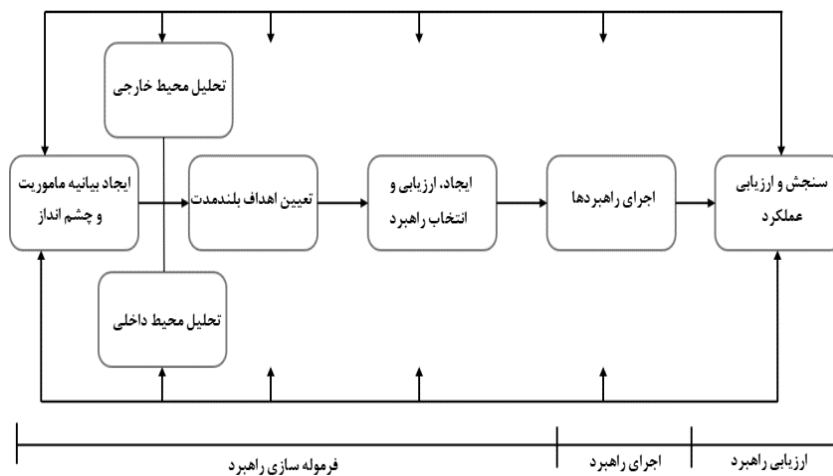 تحلیل محیط خارجی
ایجاد بیانیه ماموریت
و چشم انداز
تعیین اهداف بلندمدت
ایجاد، ارزیابی و
انتخاب راهبرد
اجرای راهبردها
سنجش و ارزیابی
عملکرد
تحلیل محیط داخلی
فرموله سازی راهبرد
اجرای راهبرد
ارزیابی راهبرد